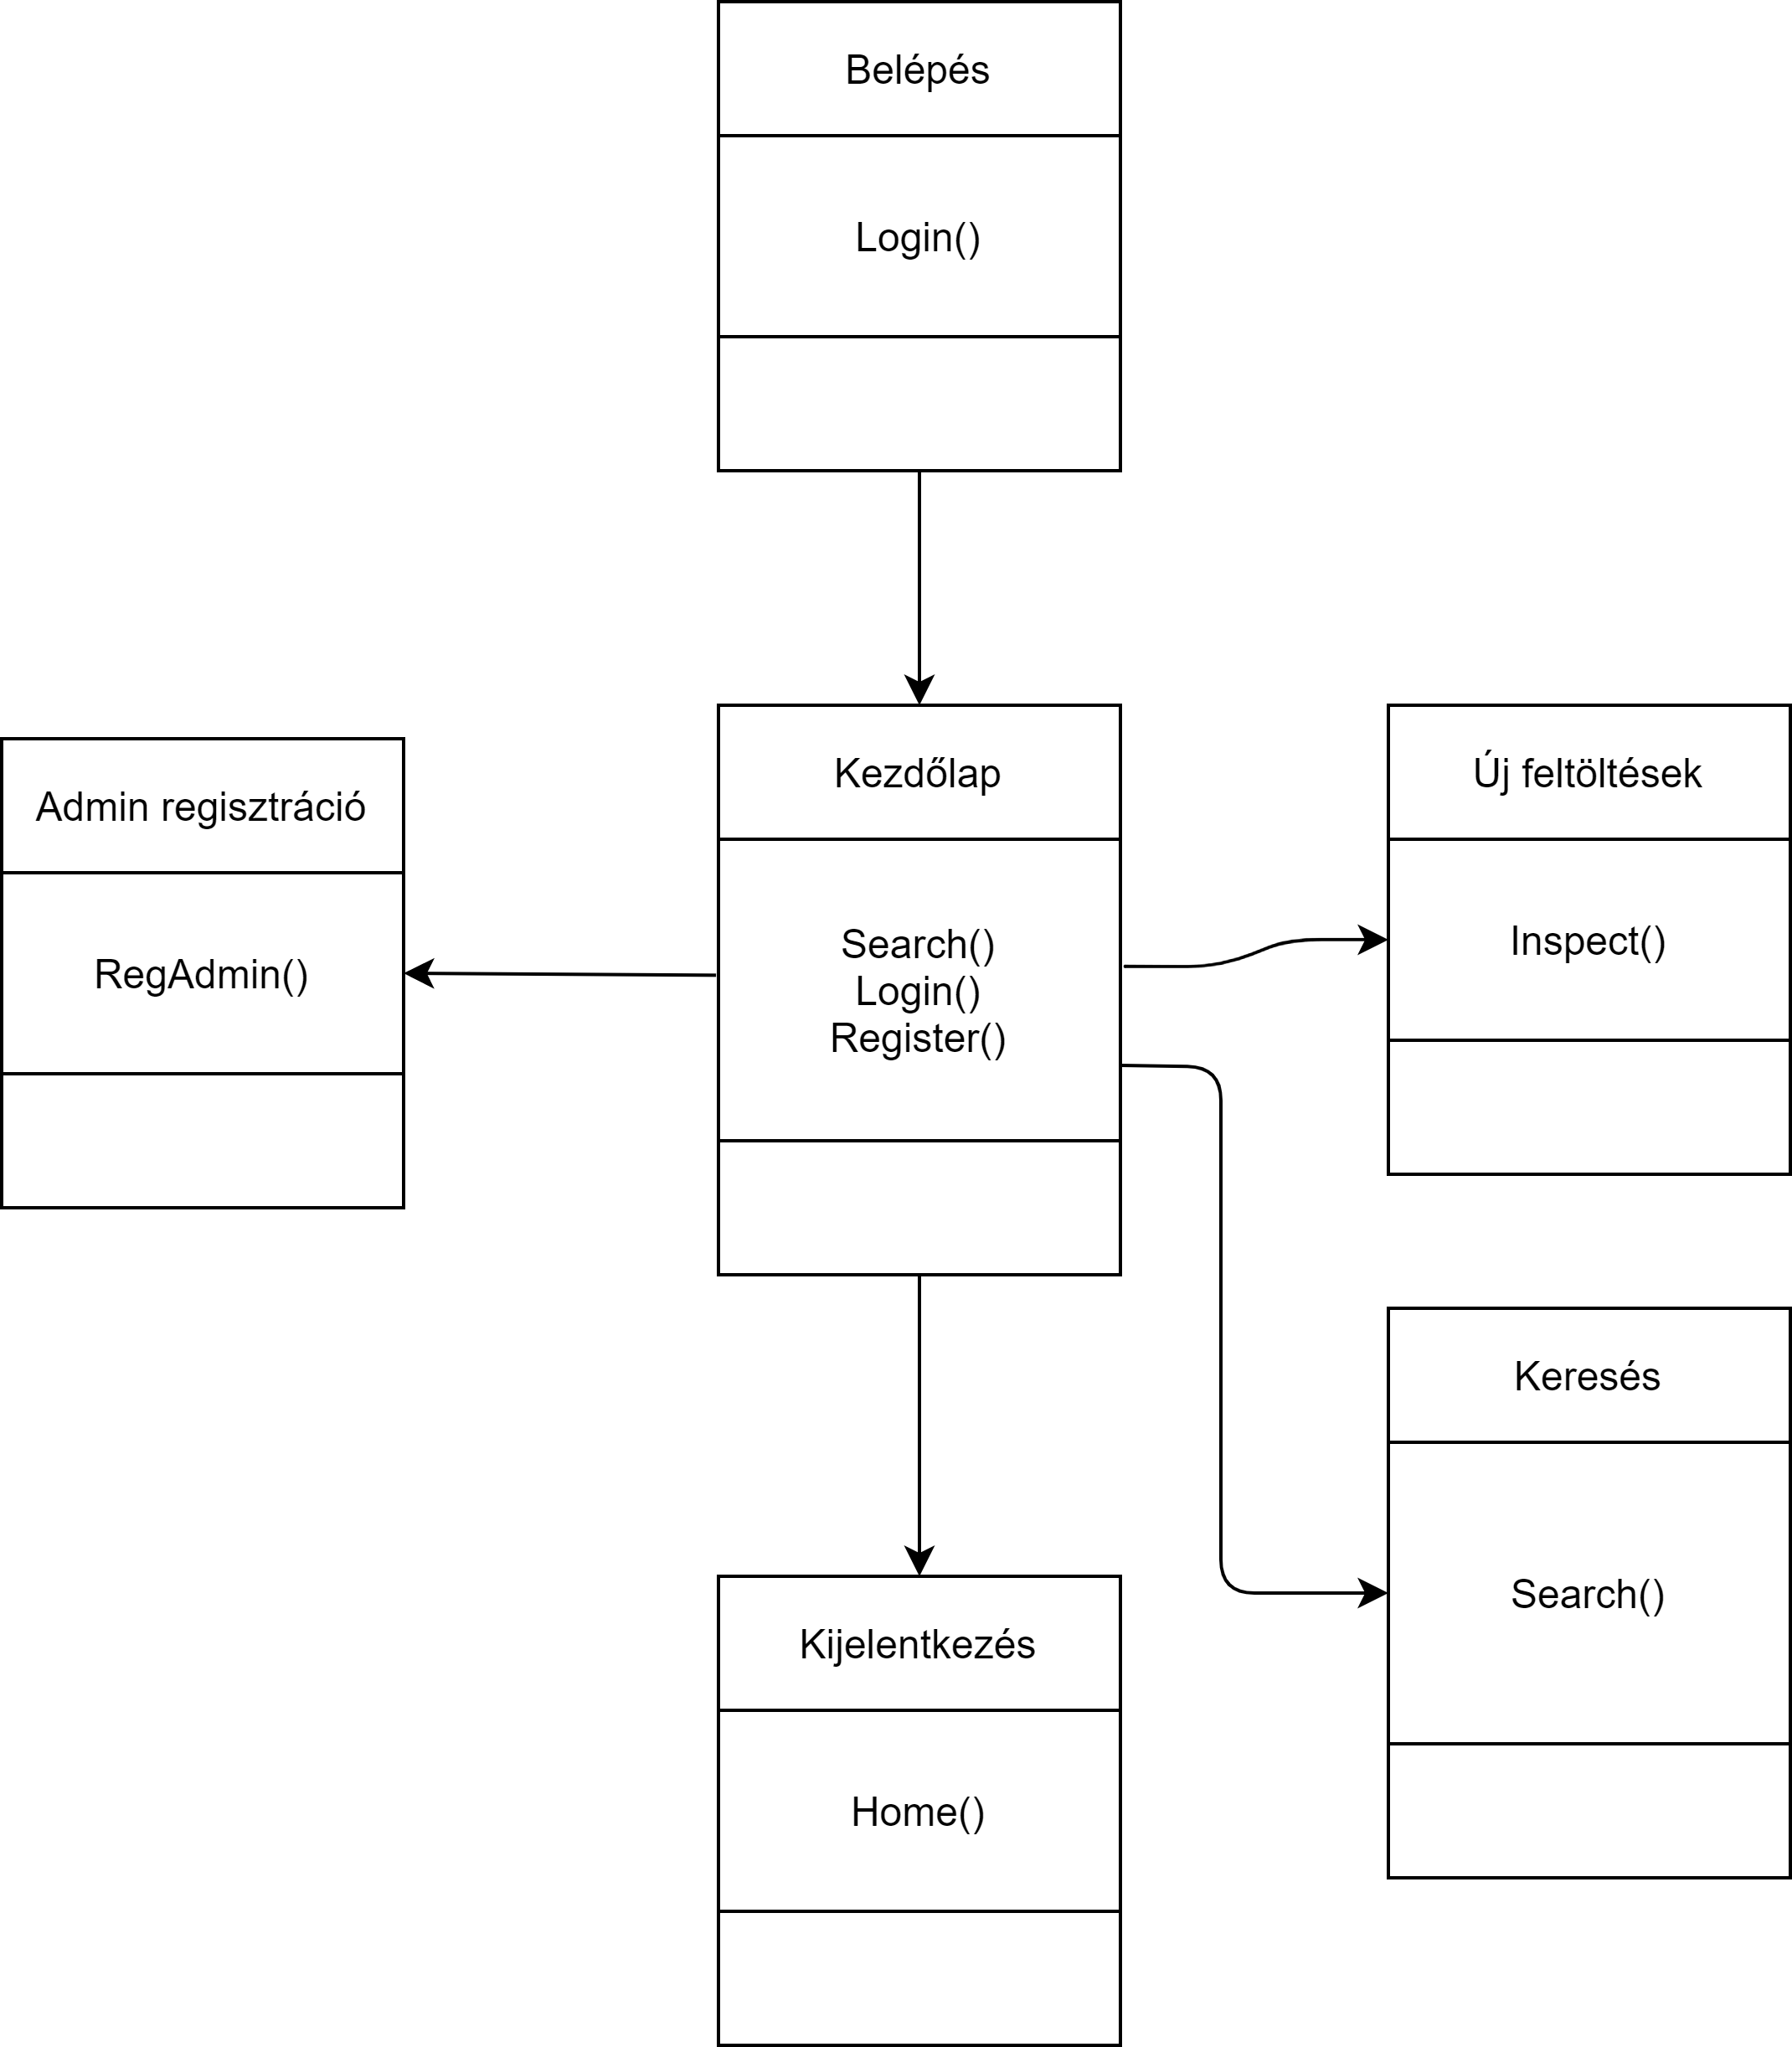 Belépés
Login()
Kezdőlap
Search()
Login()
Register()
Admin regisztráció
RegAdmin()
Új feltöltések
Inspect()
Keresés
Search()
Kijelentkezés
Home()